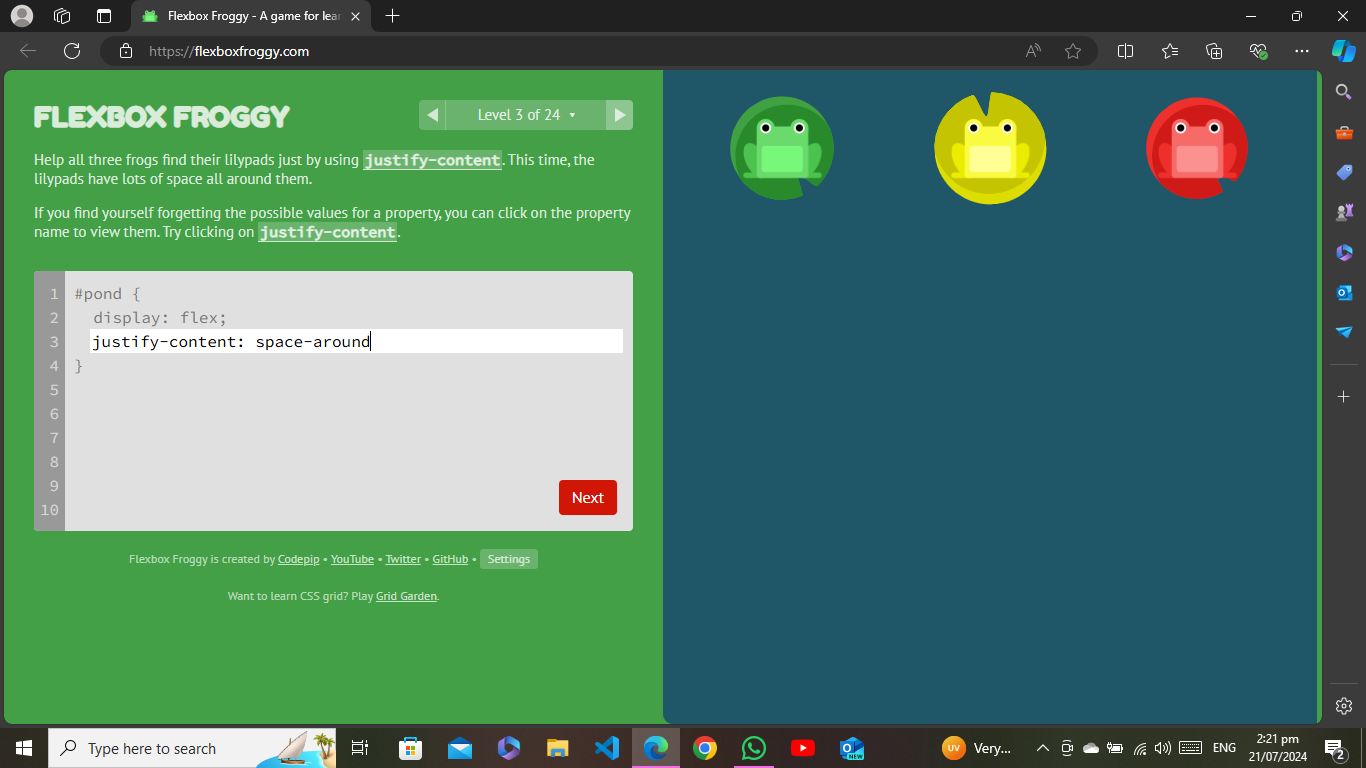 Flexbox Froggy - A game for lear
https://flexboxfroggy.com
FLEXBOX FROGGY
Level 3 of 24
Help all three frogs find their lilypads just by using justify-content. This time, the
lilypads have lots of space all around them.
If you find yourself forgetting the possible values for a property, you can click on the property
name to view them. Try clicking on justify-content.
1 #pond {
2 display: flex;
3 justify-content: space-around
4 }
5
6
7
8
9
10
Next
Flexbox Froggy is created by Codepip • YouTube • Twitter • GitHub • Settings
Want to learn CSS grid? Play Grid Garden.
Type here to search
NEW
UV
Very...
ENG
2:21 pm
21/07/2024
2